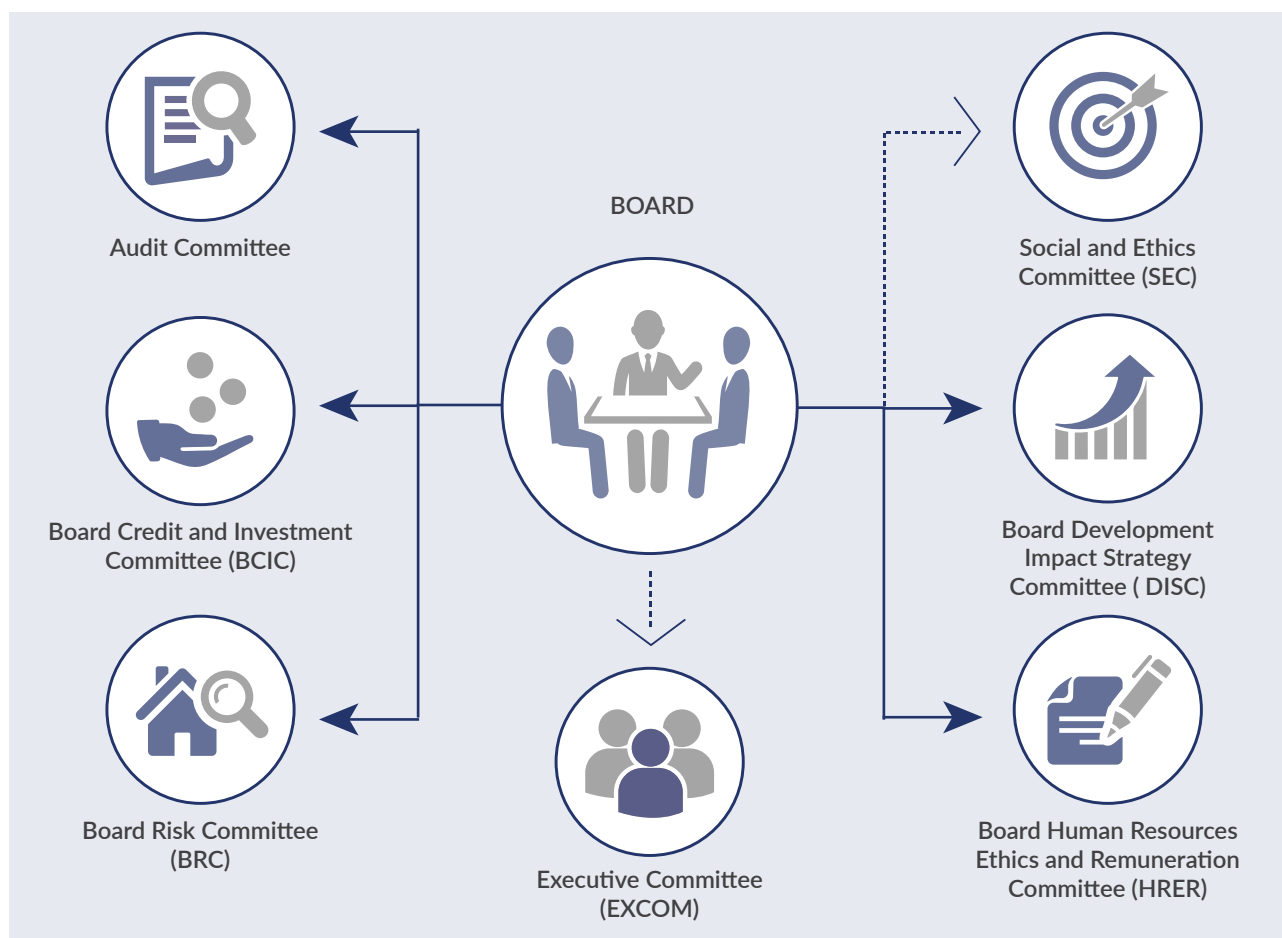 BOARD
Audit Committee
Board Credit and Investment
Committee (BCIC)
Board Risk Committee
(BRC)
Executive Committee
(EXCOM)
Social and Ethics
Committee (SEC)
Board Development
Impact Strategy
Committee ( DISC)
Board Human Resources
Ethics and Remuneration
Committee (HRER)